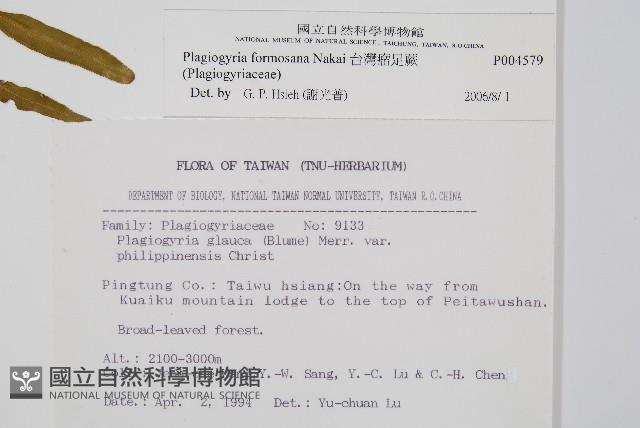 國立自然科學博物館
NATIONAL MUSEUM OF NATURAL SCIENCE, TAICHUNG, TAIWAN, R.O.CHINA
Plagiogyria formosana Nakai 台灣瘤足蕨 P004579
(Plagiogyriaceae)
Det. by G. P. Hsieh (謝光普) 2006/8/ 1
FLORA OF TAIWAN (TNU-HERBARIUM)
DEPARTMENT OF BIOLOGY, NATIONAL TAIWAN NORMAL UNIVERSITY, TAIWAN R.O.CHINA
Family: Plagiogyriaceae No: 9133
Plagiogyria glauca (Blume) Merr. var.
philippinensis Christ
Pingtung Co.: Taiwu hsiang:On the way from
Kuaiku mountain lodge to the top of Peitawushan.
Broad-leaved forest.
Alt.: 2100-3000m
Y.-W. Sang, Y.-C. Lu & C.-H. Chen
國立自然科學博物館
NATIONAL MUSEUM OF NATURAL SCIENCE
Date.: Apr. 2, 1994 Det.: Yu-chuan Lu